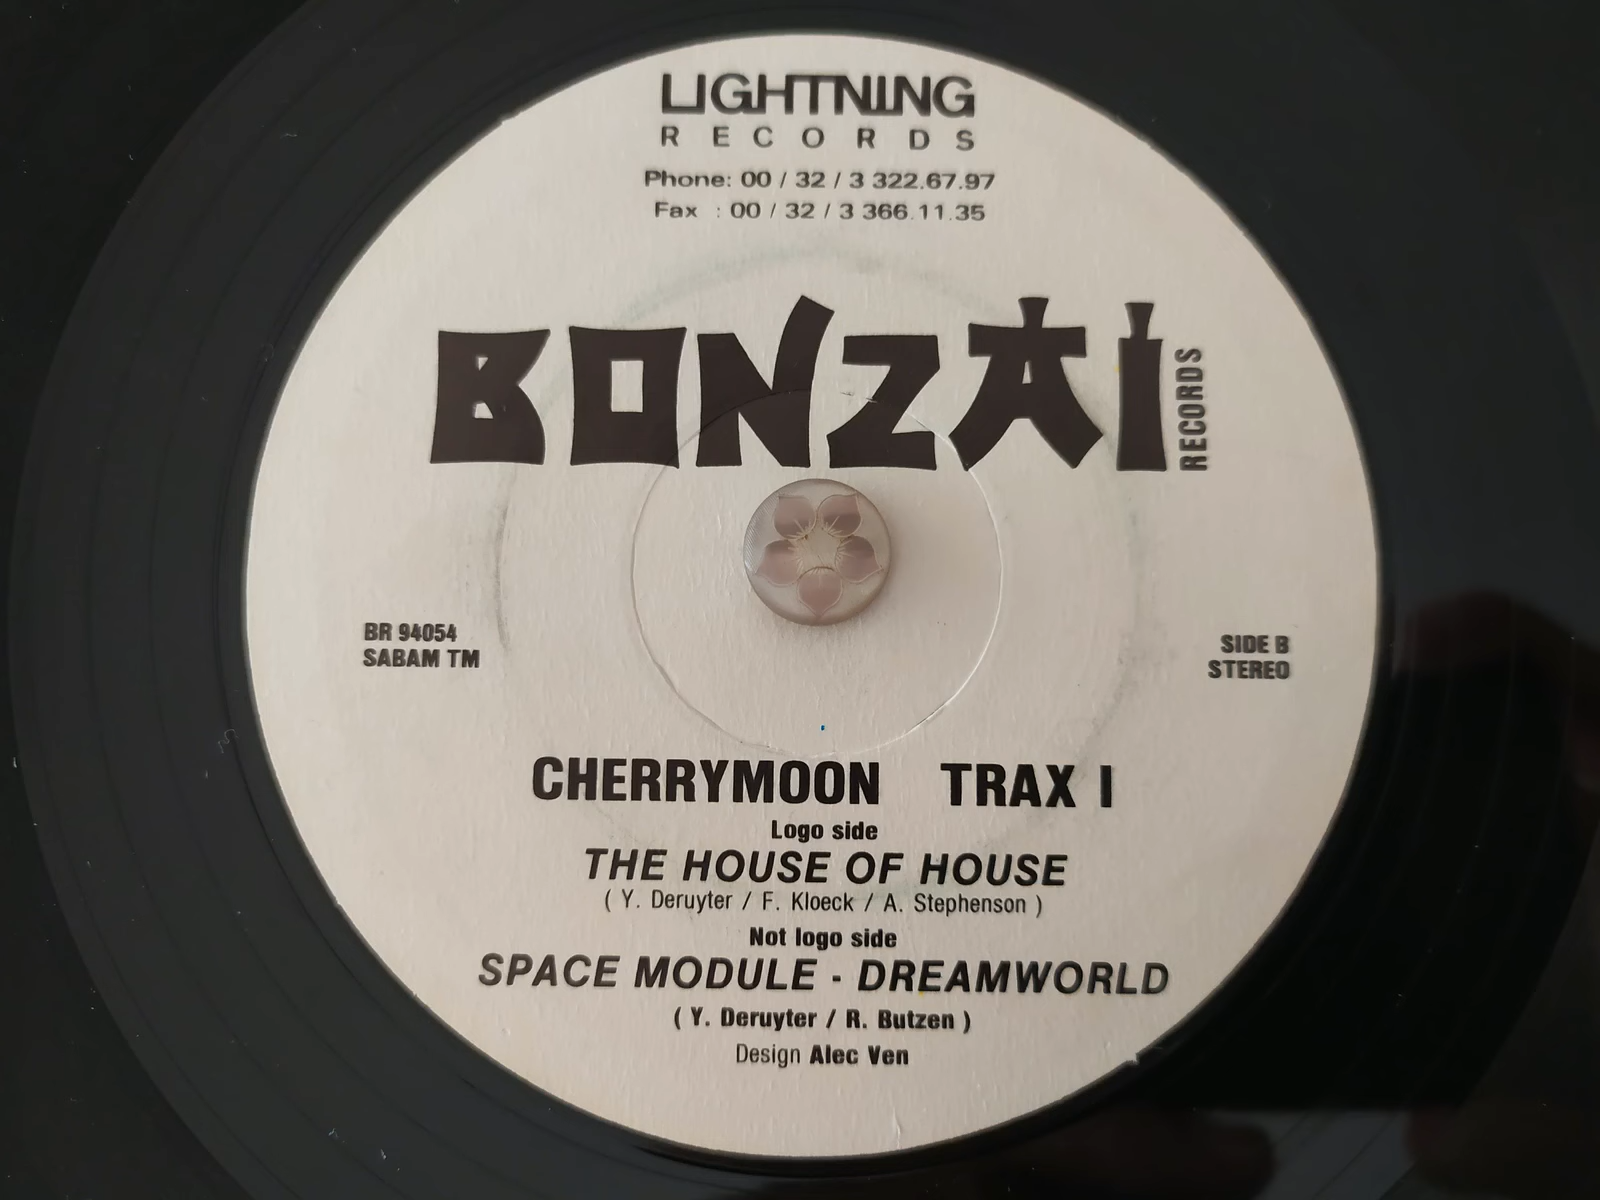 LIGHTNING
RECORDS
Phone: 00 / 32 / 3 322.67.97
Fax : 00 / 32 / 3 366.11.35
BONZAI
RECORDS
BR 94054
SABAM TM
SIDE B
STEREO
CHERRYMOON TRAX I
Logo side
THE HOUSE OF HOUSE
( Y. Deruyter / F. Kloeck / A. Stephenson )
Not logo side
SPACE MODULE - DREAMWORLD
( Y. Deruyter / R. Butzen )
Design Alec Ven